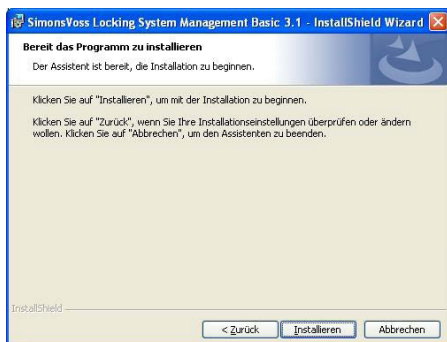 SimonsVoss Locking System Management Basic 3.1 - InstallShield Wizard
Bereit das Programm zu installieren
Der Assistent ist bereit, die Installation zu beginnen.
Klicken Sie auf "Installieren", um mit der Installation zu beginnen.
Klicken Sie auf "Zurück", wenn Sie Ihre Installationseinstellungen überprüfen oder ändern
wollen. Klicken Sie auf "Abbrechen", um den Assistenten zu beenden.
InstallShield
< Zurück Installieren Abbrechen